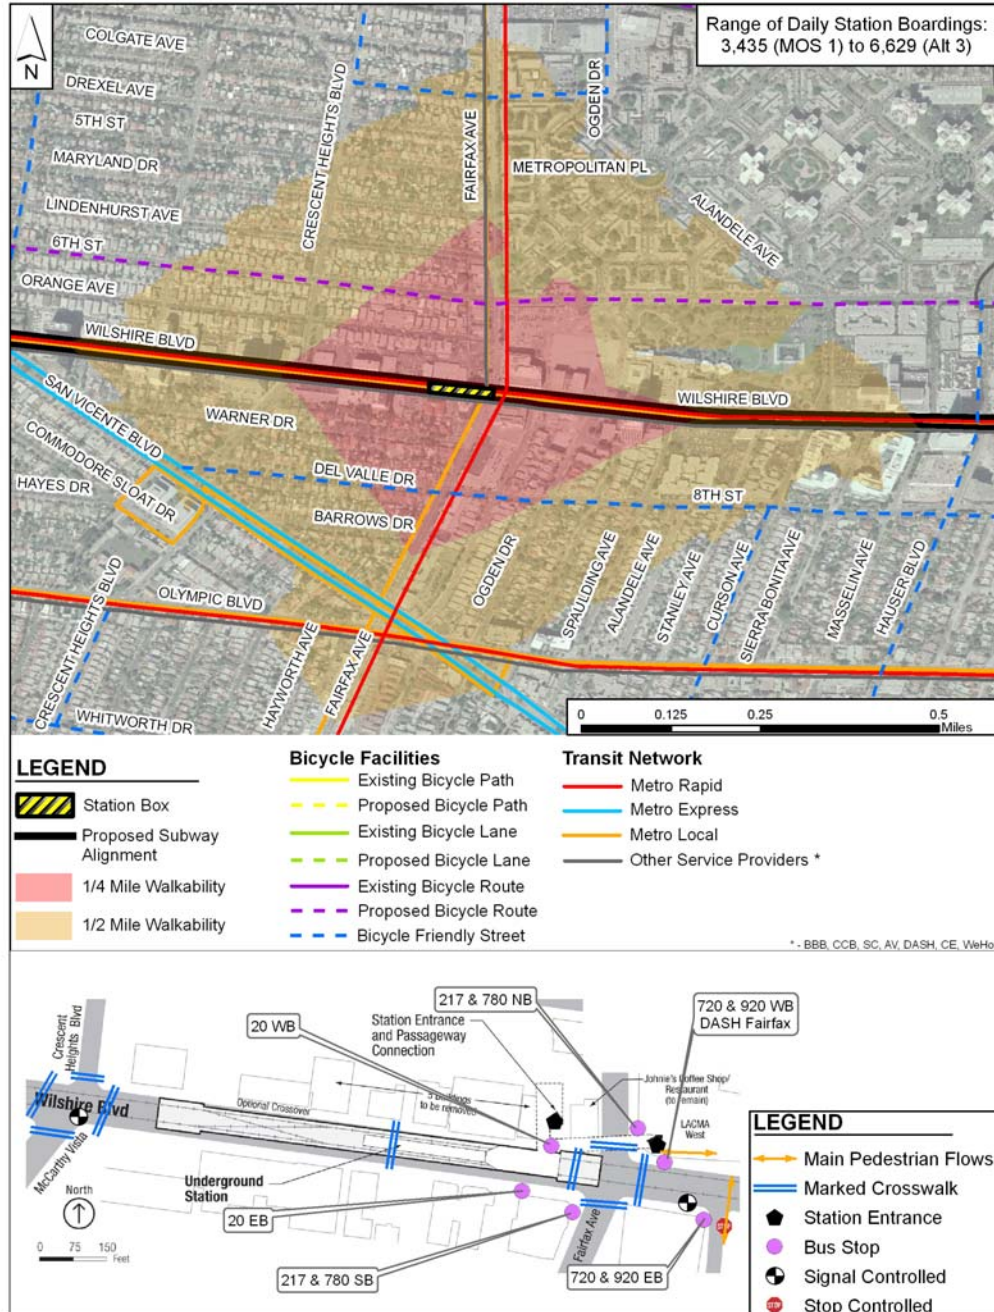 Range of Daily Station Boardings:
3,435 (MOS 1) to 6,629 (Alt 3)
N
COLGATE AVE
DREXEL AVE
5TH ST
MARYLAND DR
LINDENHURST AVE
6TH ST
ORANGE AVE
WILSHIRE BLVD
CRESCENT HEIGHTS BLVD
FAIRFAX AVE
OGDEN DR
METROPOLITAN PL
ALANDELE AVE
WILSHIRE BLVD
SAN VICENTE BLVD
WARNER DR
COMMODORE SLOAT DR
HAYES DR
DEL VALLE DR
8TH ST
BARROWS DR
OGDEN DR
SPAULDING AVE
ALANDELE AVE
STANLEY AVE
CURSON AVE
SIERRA BONITA AVE
MASSELIN AVE
HAUSER BLVD
OLYMPIC BLVD
CRESCENT HEIGHTS BLVD
HAYWORTH AVE
FAIRFAX AVE
WHITWORTH DR
0 0.125 0.25 0.5
Miles
LEGEND
Station Box
Proposed Subway
Alignment
1/4 Mile Walkability
1/2 Mile Walkability
Bicycle Facilities
Existing Bicycle Path
Proposed Bicycle Path
Existing Bicycle Lane
Proposed Bicycle Lane
Existing Bicycle Route
Proposed Bicycle Route
Bicycle Friendly Street
Transit Network
Metro Rapid
Metro Express
Metro Local
Other Service Providers *
* - BBB, CCB, SC, AV, DASH, CE, WeHo
217 & 780 NB
720 & 920 WB
DASH Fairfax
20 WB
Station Entrance
and Passageway
Connection
Crescent
Heights Blvd
Wilshire Blvd
Optional Crossover
5 Buildings
to be removed
Johnie's Coffee Shop/
Restaurant
(to remain)
LACMA
West
McCarthy Vista
Underground
Station
North
0 75 150
Feet
20 EB
217 & 780 SB
Fairfax Ave
720 & 920 EB
STOP
LEGEND
Main Pedestrian Flows
Marked Crosswalk
Station Entrance
Bus Stop
Signal Controlled
STOP
Stop Controlled